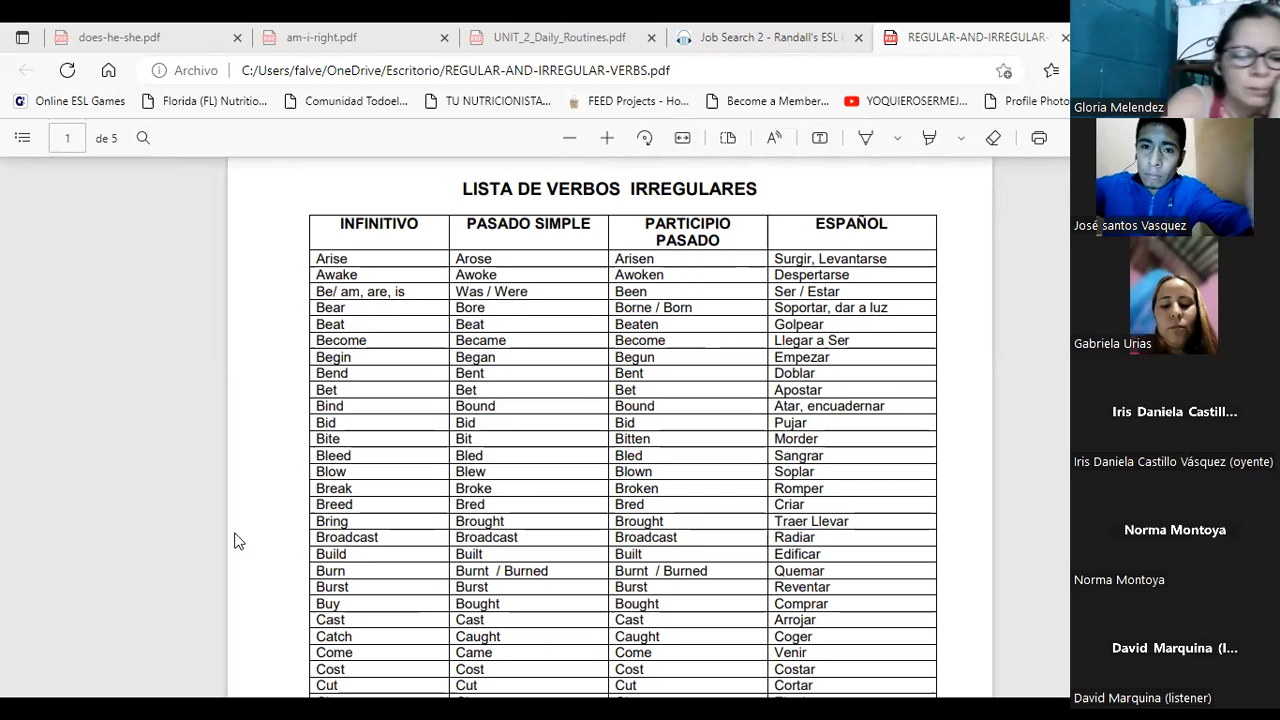 does-he-she.pdf
am-i-right.pdf
UNIT_2_Daily_Routines.pdf
Job Search 2 - Randall's ESL C
REGULAR-AND-IRREGULAR-
Archivo
C:/Users/falve/OneDrive/Escritorio/REGULAR-AND-IRREGULAR-VERBS.pdf
Online ESL Games
Florida (FL) Nutritio...
Comunidad Todoel...
TU NUTRICIONISTA...
FEED Projects - Ho...
Become a Member...
YOQUIEROSERMEJ...
Profile Photo
1 de 5
LISTA DE VERBOS IRREGULARES
INFINITIVO PASADO SIMPLE PARTICIPIO PASADO ESPAÑOL
Arise Arose Arisen Surgir, Levantarse
Awake Awoke Awoken Despertarse
Be/ am, are, is Was / Were Been Ser / Estar
Bear Bore Borne / Born Soportar, dar a luz
Beat Beat Beaten Golpear
Become Became Become Llegar a Ser
Begin Began Begun Empezar
Bend Bent Bent Doblar
Bet Bet Bet Apostar
Bind Bound Bound Atar, encuadernar
Bid Bid Bid Pujar
Bite Bit Bitten Morder
Bleed Bled Bled Sangrar
Blow Blew Blown Soplar
Break Broke Broken Romper
Breed Bred Bred Criar
Bring Brought Brought Traer Llevar
Broadcast Broadcast Broadcast Radiar
Build Built Built Edificar
Burn Burnt / Burned Burnt / Burned Quemar
Burst Burst Burst Reventar
Buy Bought Bought Comprar
Cast Cast Cast Arrojar
Catch Caught Caught Coger
Come Came Come Venir
Cost Cost Cost Costar
Cut Cut Cut Cortar
Gloria Melendez
José santos Vasquez
Gabriela Urias
Iris Daniela Castill...
Iris Daniela Castillo Vásquez (oyente)
Norma Montoya
Norma Montoya
David Marquina (l...
David Marquina (listener)